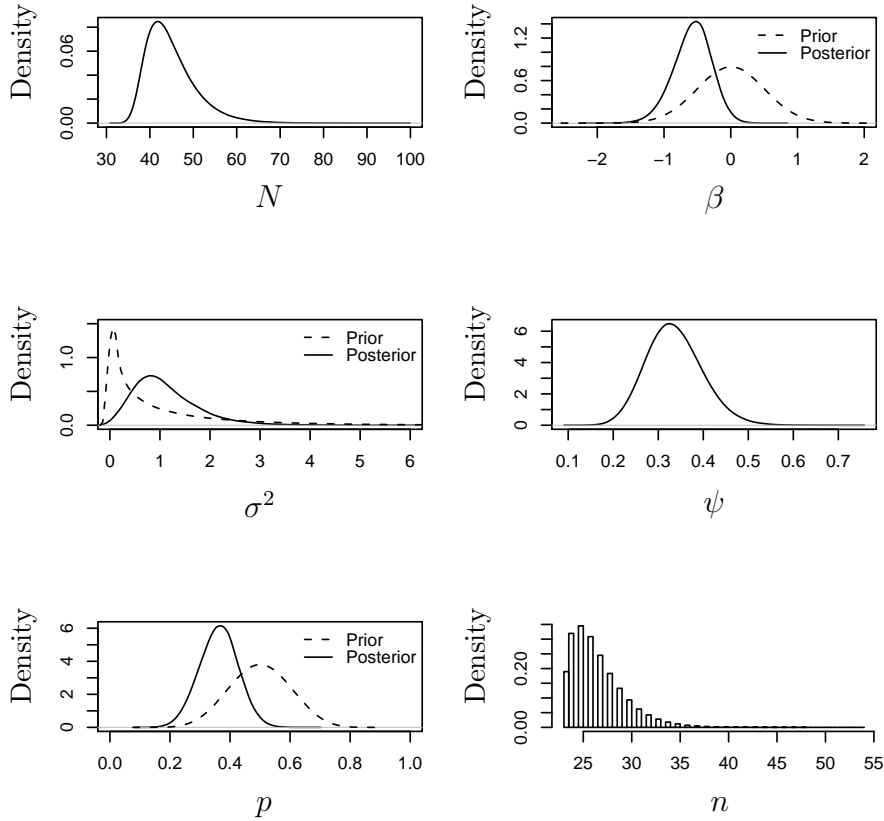 Density
0.00 0.06
30 40 50 60 70 80 90 100
N
Density
0.0 0.6 1.2
Prior
Posterior
−2 −1 0 1 2
β
Density
0.0 1.0
Prior
Posterior
0 1 2 3 4 5 6
σ²
Density
0 2 4 6
0.1 0.2 0.3 0.4 0.5 0.6 0.7
ψ
Density
0 2 4 6
Prior
Posterior
0.0 0.2 0.4 0.6 0.8 1.0
p
Density
0.00 0.20
25 30 35 40 45 50 55
n